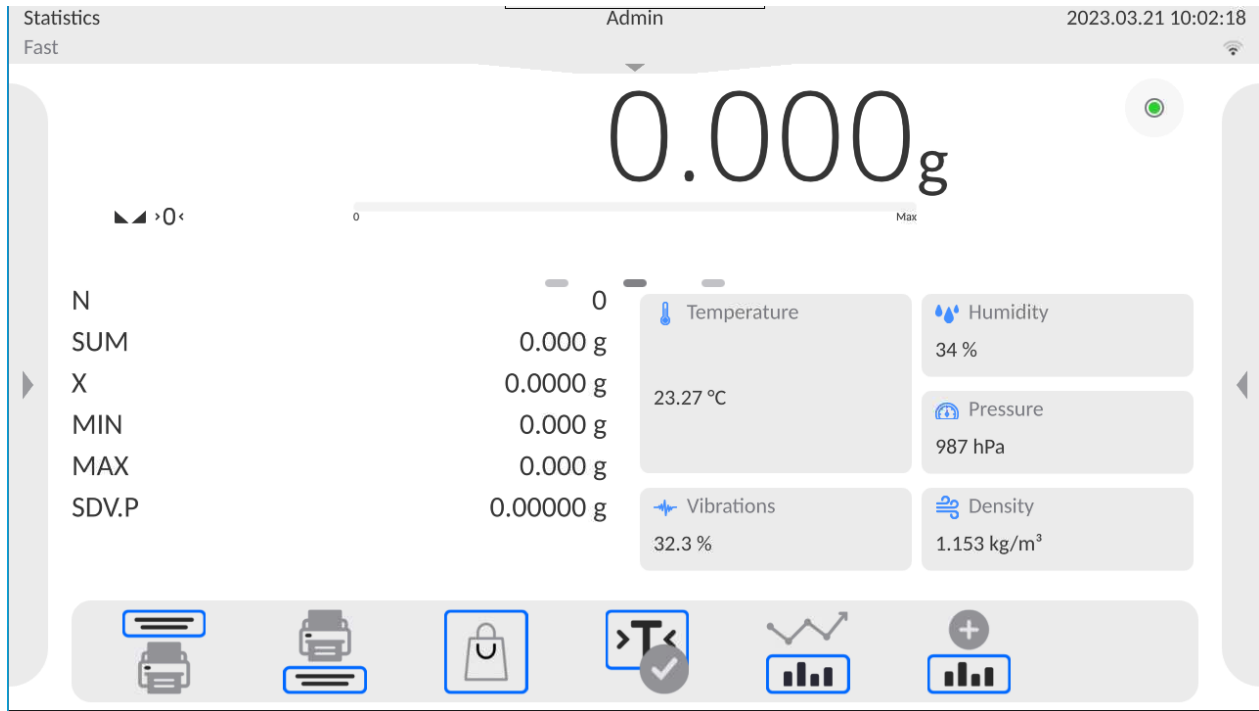 Statistics
Admin
2023.03.21 10:02:18
Fast
0.000 g
>0<
0
Max
N 0
SUM 0.000 g
X 0.0000 g
MIN 0.000 g
MAX 0.000 g
SDV.P 0.00000 g
Temperature
23.27 °C
Humidity
34 %
Pressure
987 hPa
Vibrations
32.3 %
Density
1.153 kg/m³
>T<